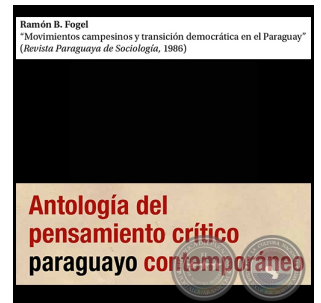 Ramón B. Fogel
“Movimientos campesinos y transición democrática en el Paraguay”
(Revista Paraguaya de Sociología, 1986)
Antología del
pensamiento crítico
paraguayo contemporáneo